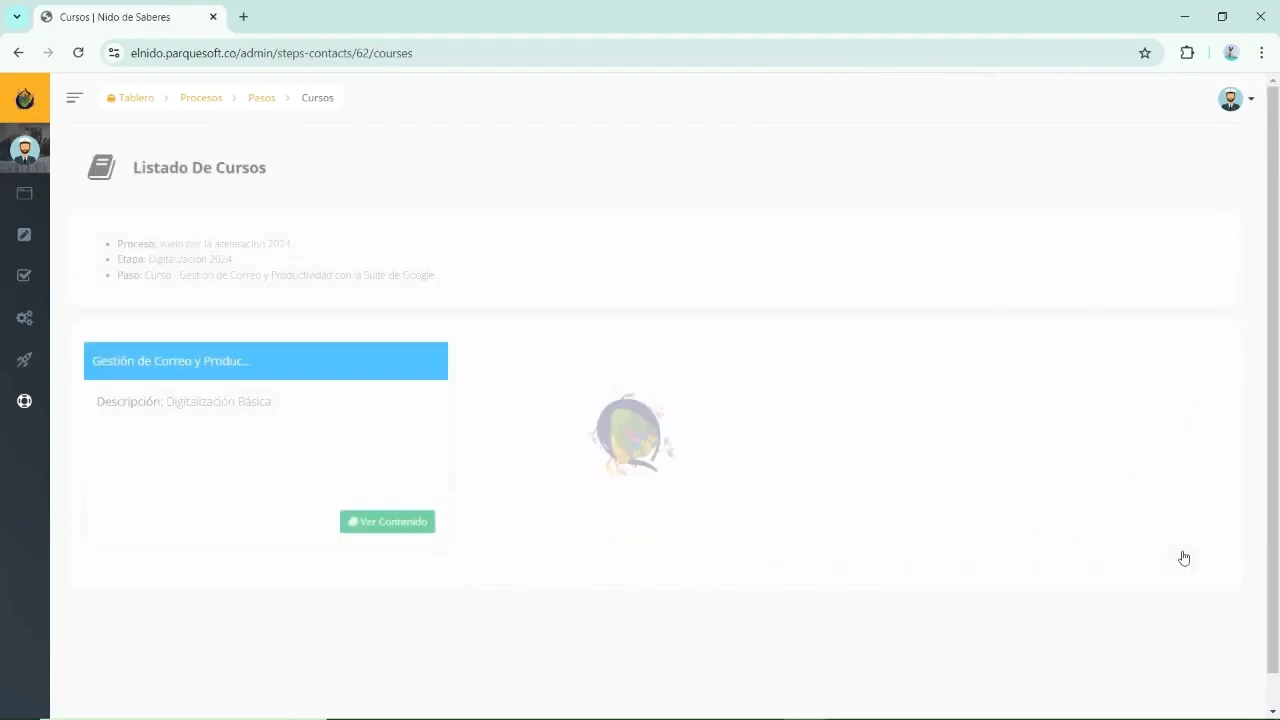 Cursos | Nido de Saberes
elnido.parquesoft.co/admin/steps-contacts/62/courses
Tablero > Procesos > Pasos > Cursos
Listado De Cursos
• Proceso: vuelo por la aceleracion 2024
• Etapa: Digitalizacion 2024
• Paso: Curso - Gestión de Correo y Productividad con la Suite de Google
Gestión de Correo y Produc...
Descripción: Digitalización Básica
Ver Contenido